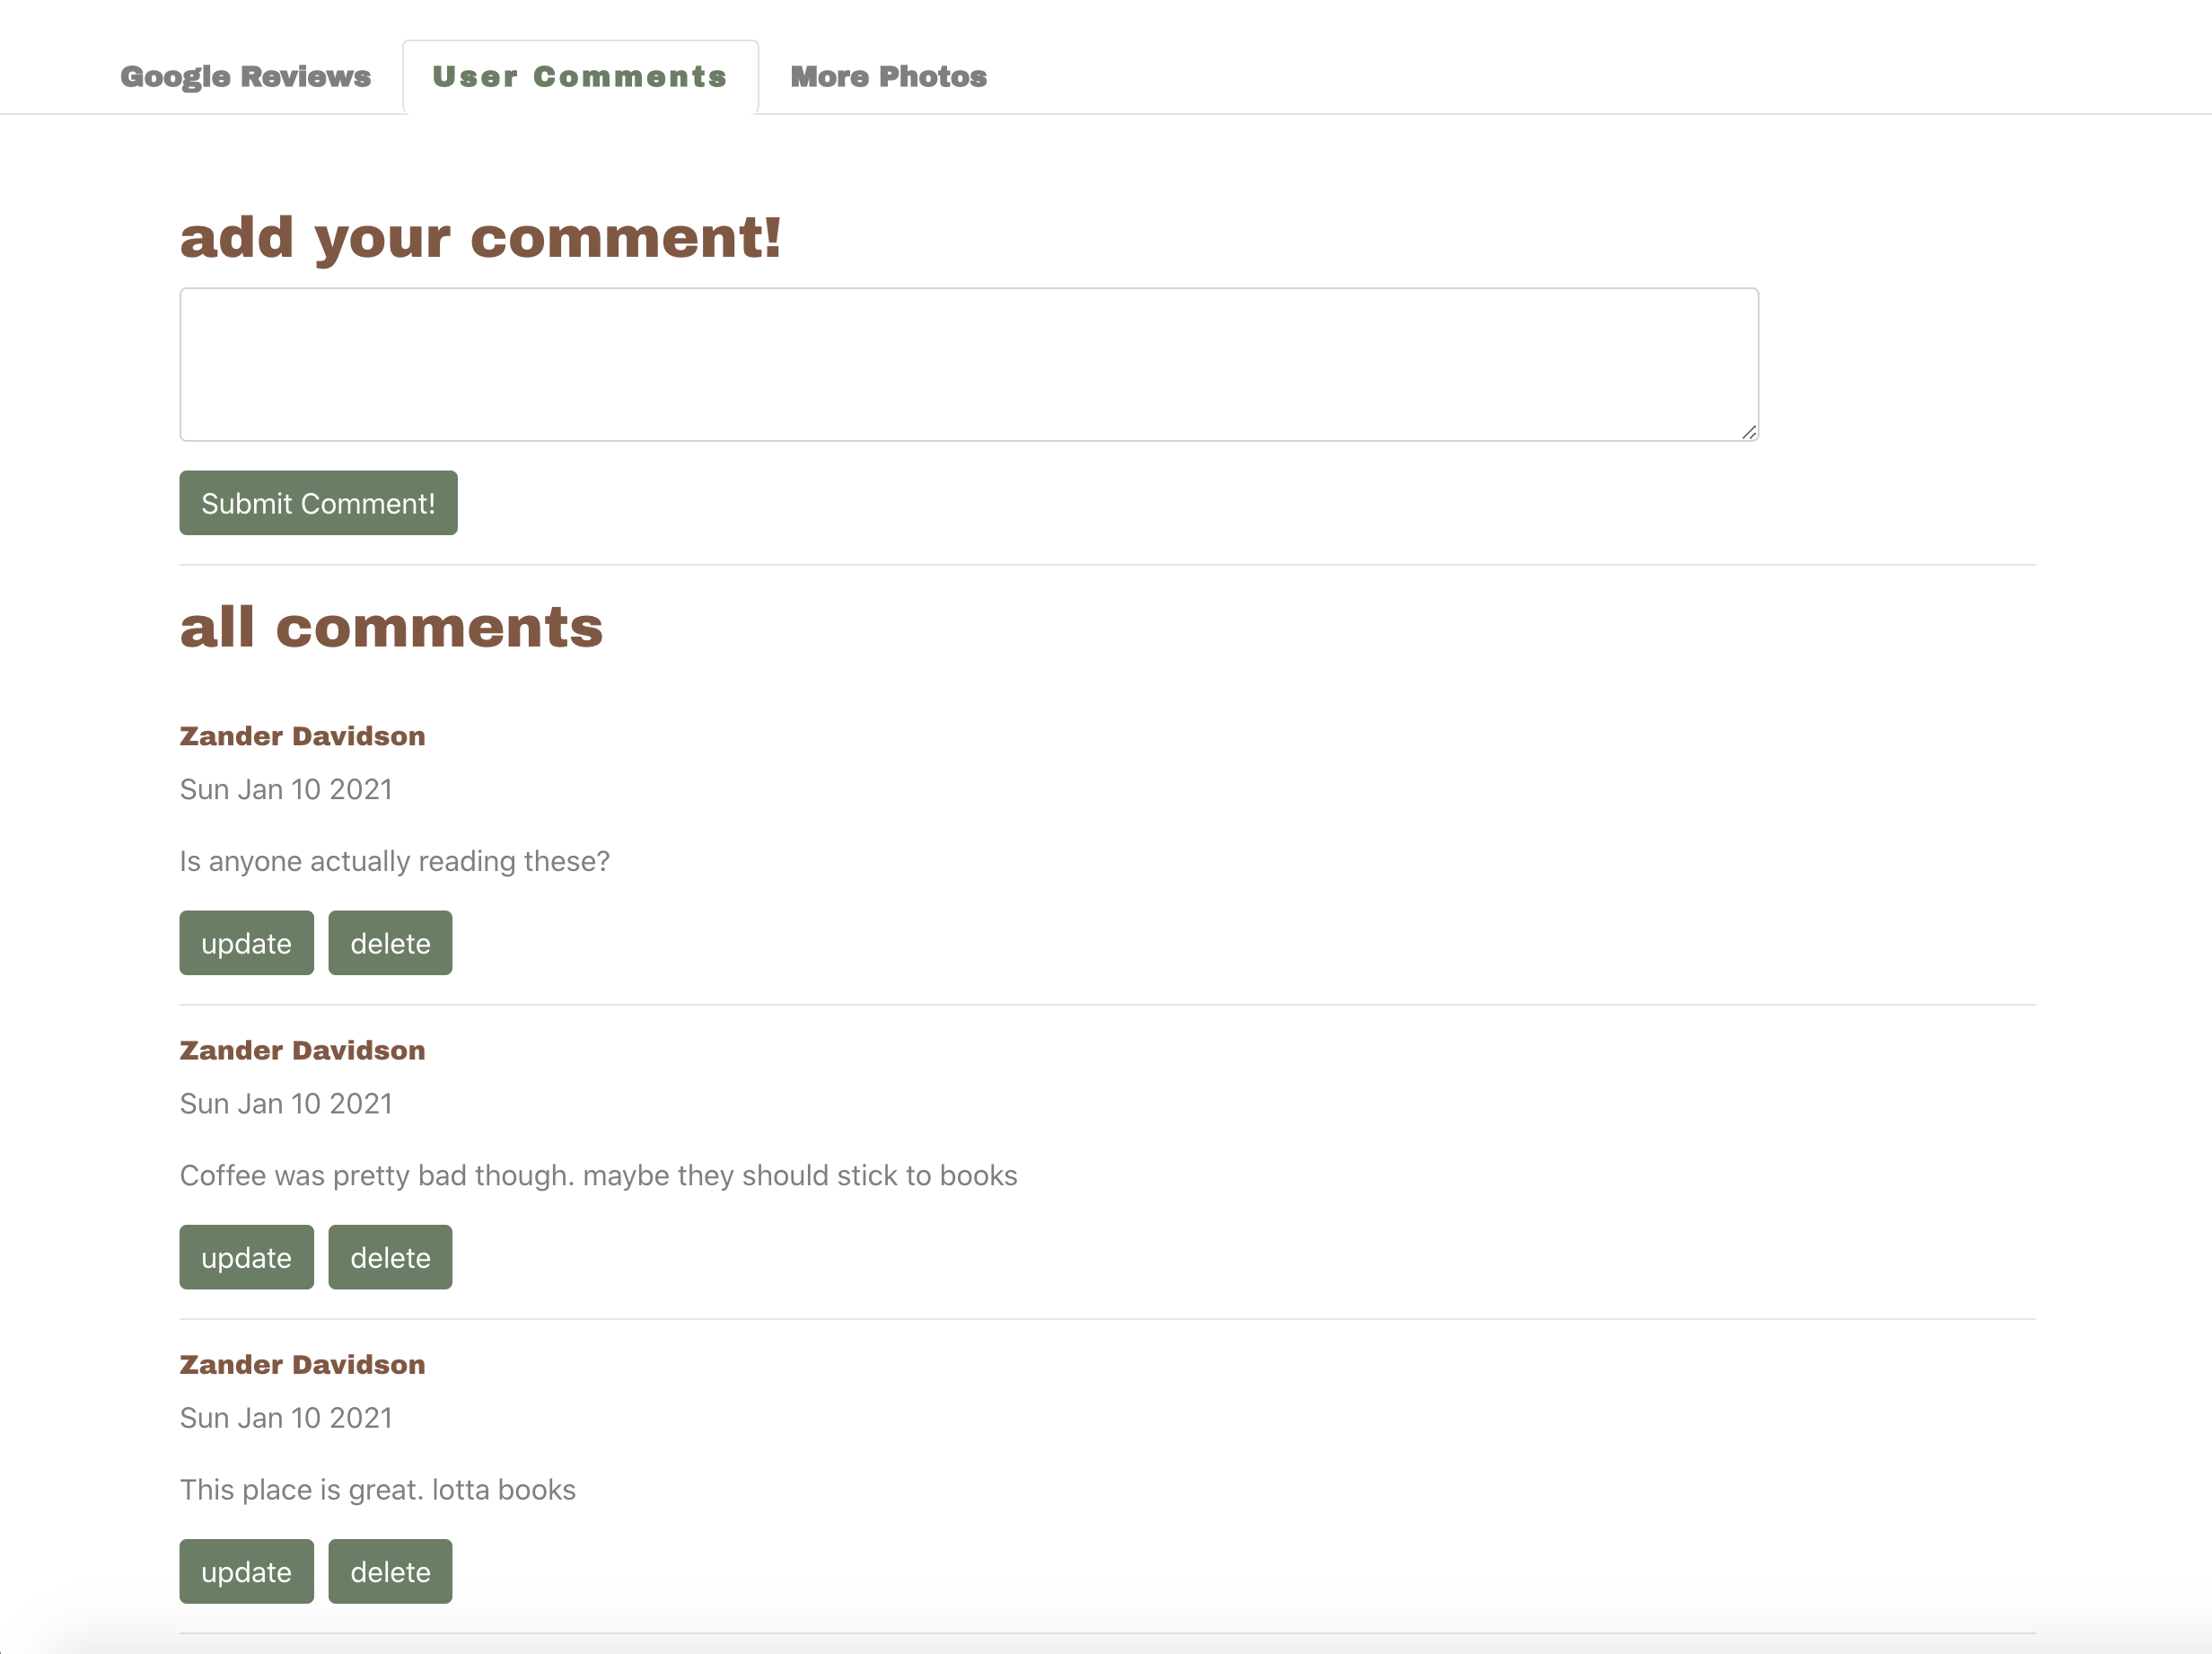 Google Reviews User Comments More Photos
add your comment!
Submit Comment!
all comments
Zander Davidson
Sun Jan 10 2021
Is anyone actually reading these?
update delete
Zander Davidson
Sun Jan 10 2021
Coffee was pretty bad though. maybe they should stick to books
update delete
Zander Davidson
Sun Jan 10 2021
This place is great. lotta books
update delete